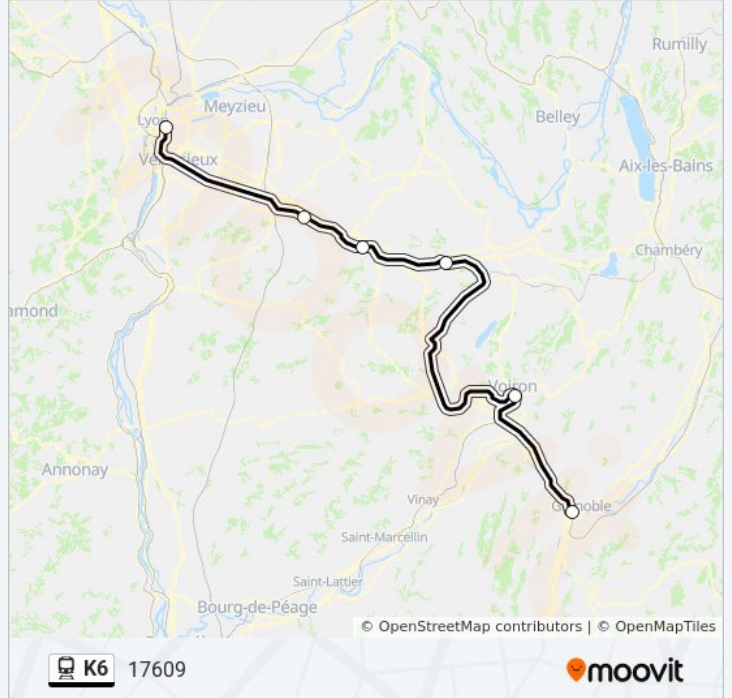 Rumilly
Meyzieu
Lyon
Belley
Vénissieux
Aix-les-Bains
Chambéry
amond
Voiron
Annonay
Vinay
Grenoble
Saint-Marcellin
Saint-Lattier
Bourg-de-Péage
© OpenStreetMap contributors | © OpenMapTiles
K6 17609
moovit